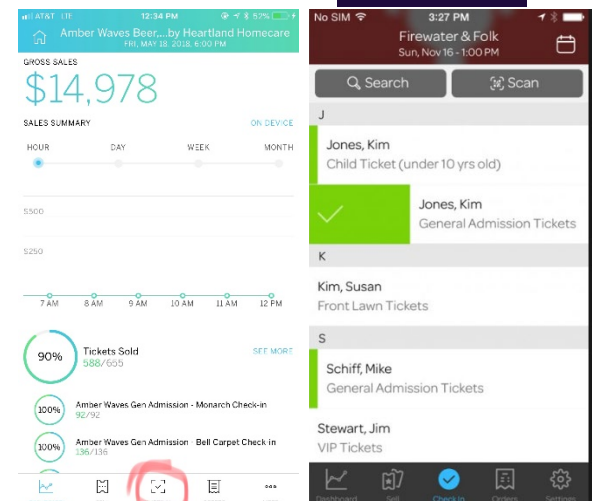 AT&T LTE 12:34 PM 57%
Amber Waves Beer,...by Heartland Homecare
FRI, MAY 18, 2018, 6:00 PM
GROSS SALES
$14,978
SALES SUMMARY ON DEVICE
HOUR DAY WEEK MONTH
$500
$250
7 AM 8 AM 9 AM 10 AM 11 AM 12 PM
90%
Tickets Sold SEE MORE
588/655
100%
Amber Waves Gen Admission - Monarch Check-in
92/92
100%
Amber Waves Gen Admission - Bell Carpet Check in
136/136
No SIM 3:27 PM
Firewater & Folk
Sun, Nov 16 - 1:00 PM
Search Scan
J
Jones, Kim
Child Ticket (under 10 yrs old)
Jones, Kim
General Admission Tickets
K
Kim, Susan
Front Lawn Tickets
S
Schiff, Mike
General Admission Tickets
Stewart, Jim
VIP Tickets
Dashboard Sell Check in Orders Settings